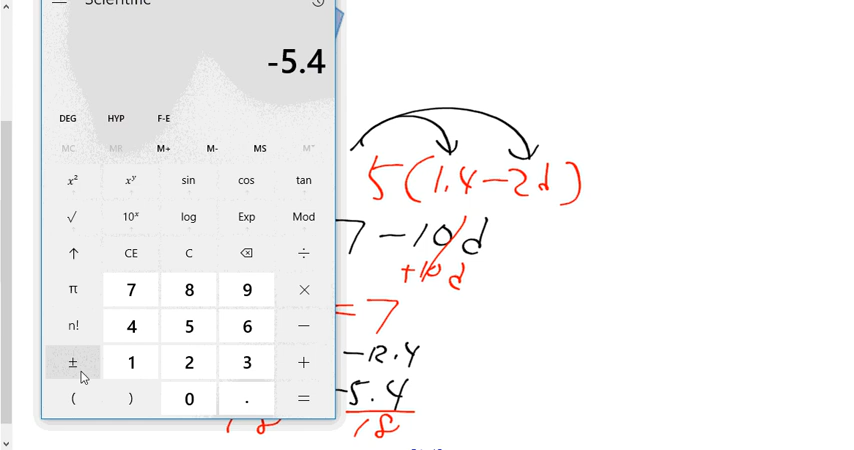 Scientific
-5.4
DEG HYP F-E
MC MR M+ M- MS M˅
x² xʸ sin cos tan
√ 10ˣ log Exp Mod
↑ CE C ⌫ ÷
π 7 8 9 ×
n! 4 5 6 −
± 1 2 3 +
( ) 0 . =
5(1.4-2d)
7-10d
+10d
=7
-12.4
-5.4
18 18